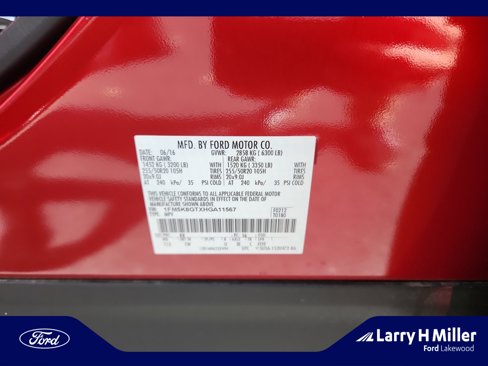 MFD. BY FORD MOTOR CO.
06/16 GVWR: 2858 KG ( 6300 LB)
FRONT GAWR: REAR GAWR:
1452 KG ( 3200 LB) WITH 1520 KG ( 3350 LB) WITH
255/50R20 105H TIRES 255/50R20 105H TIRES
20x9.0J RIMS 20x9.0J RIMS
AT 240 kPa/ 35 PSI COLD AT 240 kPa/ 35 PSI COLD
THIS VEHICLE CONFORMS TO ALL APPLICABLE FEDERAL MOTOR
VEHICLE SAFETY AND BUMPER STANDARDS IN EFFECT ON THE DATE OF
MANUFACTURE SHOWN ABOVE.
VIN: 1FM5K8GTXHGA11567
TYPE: MPV
Ford
Larry H Miller
Ford Lakewood